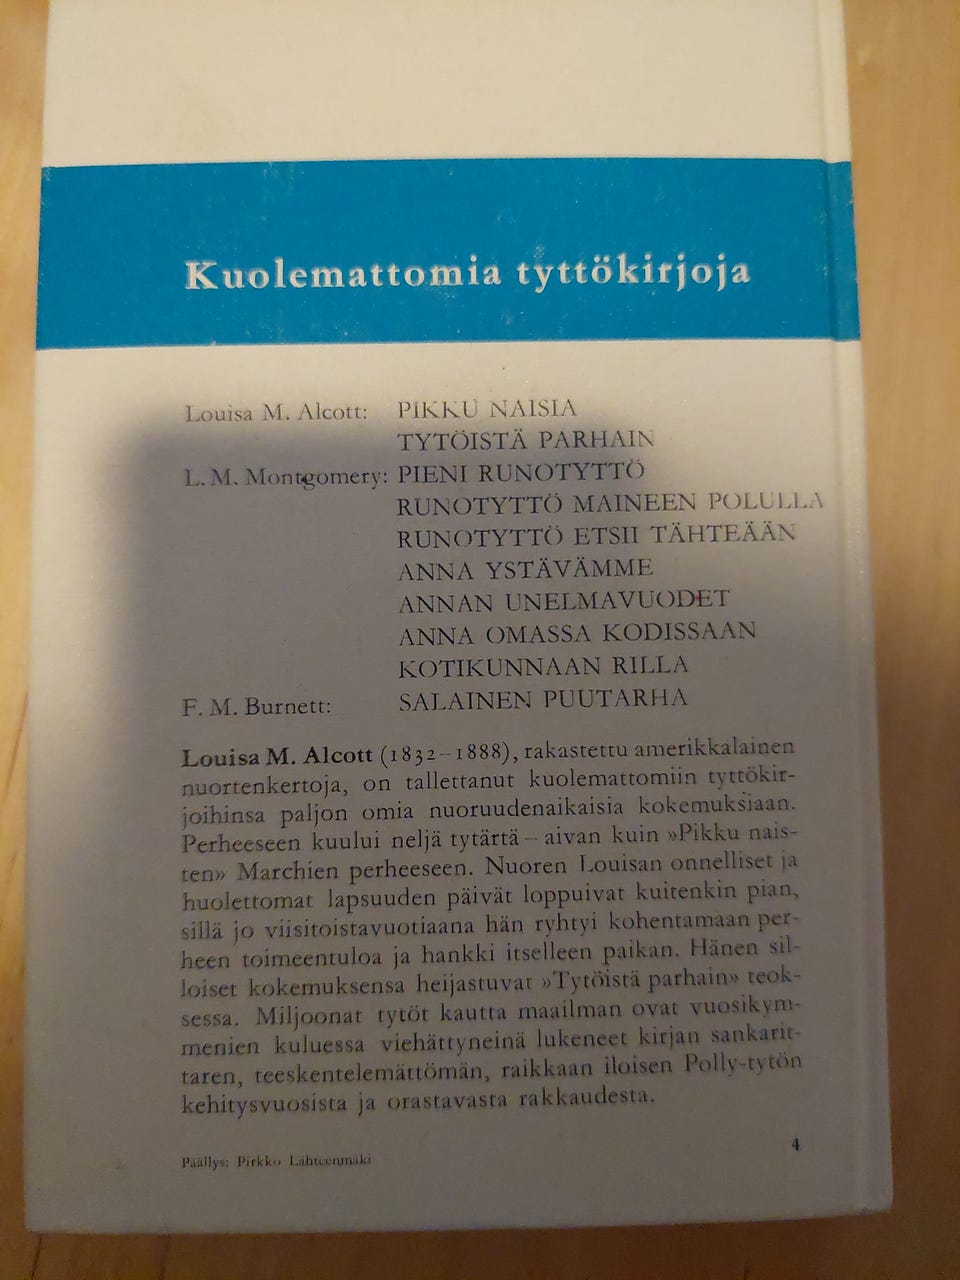 Kuolemattomia tyttökirjoja
Louisa M. Alcott: PIKKU NAISIA
TYTÖISTÄ PARHAIN
L. M. Montgomery: PIENI RUNOTYTTÖ
RUNOTYTTÖ MAINEEN POLULLA
RUNOTYTTÖ ETSII TÄHTEÄÄN
ANNA YSTÄVÄMME
ANNAN UNELMAVUODET
ANNA OMASSA KODISSAAN
KOTIKUNNAAN RILLA
F. M. Burnett: SALAINEN PUUTARHA
Louisa M. Alcott (1832–1888), rakastettu amerikkalainen
nuortenkertoja, on tallettanut kuolemattomiin tyttökir-
joihinsa paljon omia nuoruudenaikaisia kokemuksiaan.
Perheeseen kuului neljä tytärtä – aivan kuin »Pikku nais-
ten» Marchien perheeseen. Nuoren Louisan onnelliset ja
huolettomat lapsuuden päivät loppuivat kuitenkin pian,
sillä jo viisitoistavuotiaana hän ryhtyi kohentamaan per-
heen toimeentuloa ja hankki itselleen paikan. Hänen sil-
loiset kokemuksensa heijastuvat »Tytöistä parhain» teok-
sessa. Miljoonat tytöt kautta maailman ovat vuosikym-
menien kuluessa viehättyneinä lukeneet kirjan sankarit-
taren, teeskentelemättömän, raikkaan iloisen Polly-tytön
kehitysvuosista ja orastavasta rakkaudesta.
4
Päällys: Pirkko Lähteenmäki